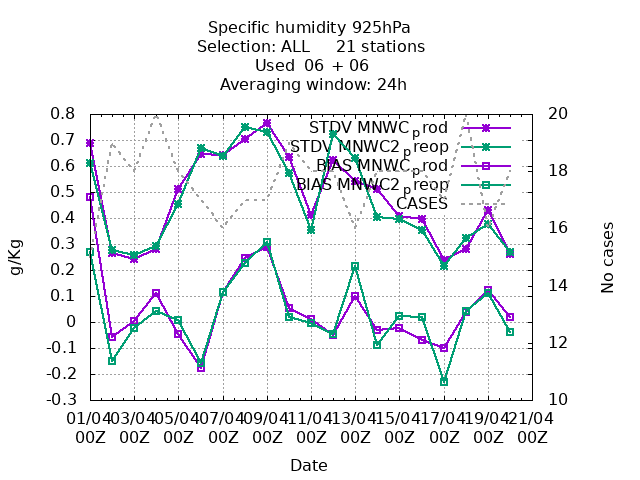 Specific humidity 925hPa
Selection: ALL 21 stations
Used 06 + 06
Averaging window: 24h
STDV MNWC_prod
STDV MNWC2_preop
BIAS MNWC_prod
BIAS MNWC2_preop
CASES
g/Kg
0.8
0.7
0.6
0.5
0.4
0.3
0.2
0.1
0
-0.1
-0.2
-0.3
No cases
20
18
16
14
12
10
01/04 03/04 05/04 07/04 09/04 11/04 13/04 15/04 17/04 19/04 21/04
00Z 00Z 00Z 00Z 00Z 00Z 00Z 00Z 00Z 00Z 00Z
Date